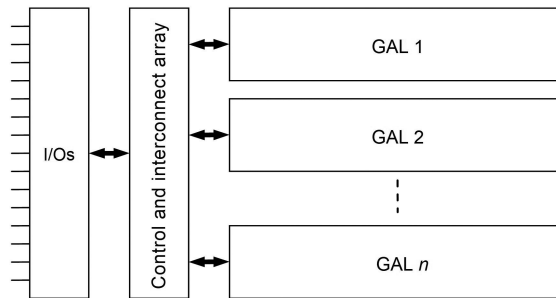 I/Os
Control and interconnect array
GAL 1
GAL 2
GAL n